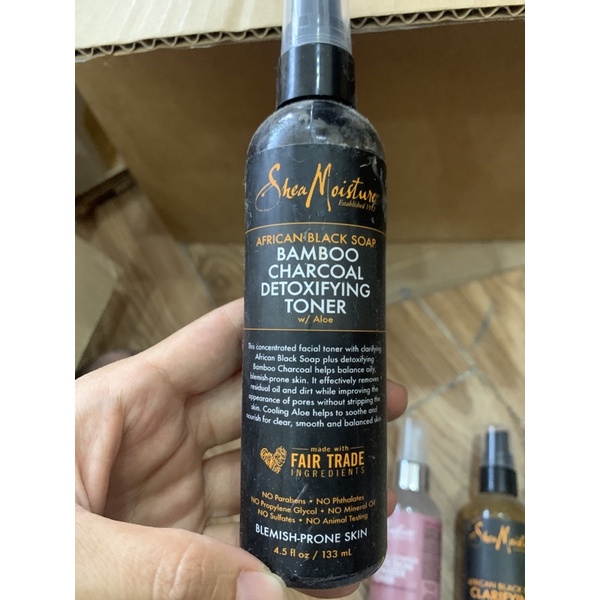 SheaMoisture
Established 1912
AFRICAN BLACK SOAP
BAMBOO
CHARCOAL
DETOXIFYING
TONER
w/ Aloe
This concentrated facial toner with clarifying
African Black Soap plus detoxifying
Bamboo Charcoal helps balance oily,
blemish-prone skin. It effectively removes
residual oil and dirt while improving the
appearance of pores without stripping the
skin. Cooling Aloe helps to soothe and
nourish for clear, smooth and balanced skin
made with
FAIR TRADE
INGREDIENTS
NO Parabens • NO Phthalates
NO Propylene Glycol • NO Mineral Oil
NO Sulfates • NO Animal Testing
BLEMISH-PRONE SKIN
4.5 fl oz / 133 mL
SheaMoisture
AFRICAN BLACK
CLARIFYIN